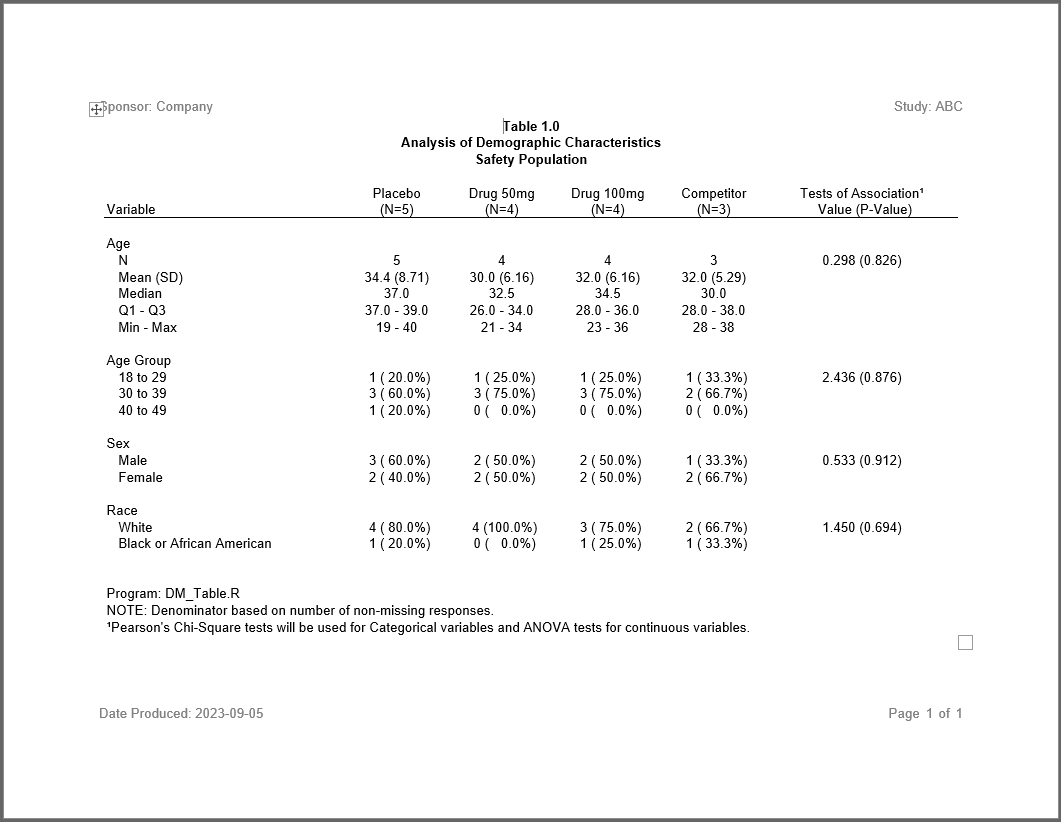 Sponsor: Company Study: ABC
Table 1.0
Analysis of Demographic Characteristics
Safety Population
Placebo Drug 50mg Drug 100mg Competitor Tests of Association¹
Variable (N=5) (N=4) (N=4) (N=3) Value (P-Value)
Age
N 5 4 4 3 0.298 (0.826)
Mean (SD) 34.4 (8.71) 30.0 (6.16) 32.0 (6.16) 32.0 (5.29)
Median 37.0 32.5 34.5 30.0
Q1 - Q3 37.0 - 39.0 26.0 - 34.0 28.0 - 36.0 28.0 - 38.0
Min - Max 19 - 40 21 - 34 23 - 36 28 - 38
Age Group
18 to 29 1 ( 20.0%) 1 ( 25.0%) 1 ( 25.0%) 1 ( 33.3%) 2.436 (0.876)
30 to 39 3 ( 60.0%) 3 ( 75.0%) 3 ( 75.0%) 2 ( 66.7%)
40 to 49 1 ( 20.0%) 0 ( 0.0%) 0 ( 0.0%) 0 ( 0.0%)
Sex
Male 3 ( 60.0%) 2 ( 50.0%) 2 ( 50.0%) 1 ( 33.3%) 0.533 (0.912)
Female 2 ( 40.0%) 2 ( 50.0%) 2 ( 50.0%) 2 ( 66.7%)
Race
White 4 ( 80.0%) 4 (100.0%) 3 ( 75.0%) 2 ( 66.7%) 1.450 (0.694)
Black or African American 1 ( 20.0%) 0 ( 0.0%) 1 ( 25.0%) 1 ( 33.3%)
Program: DM_Table.R
NOTE: Denominator based on number of non-missing responses.
¹Pearson's Chi-Square tests will be used for Categorical variables and ANOVA tests for continuous variables.
Date Produced: 2023-09-05 Page 1 of 1